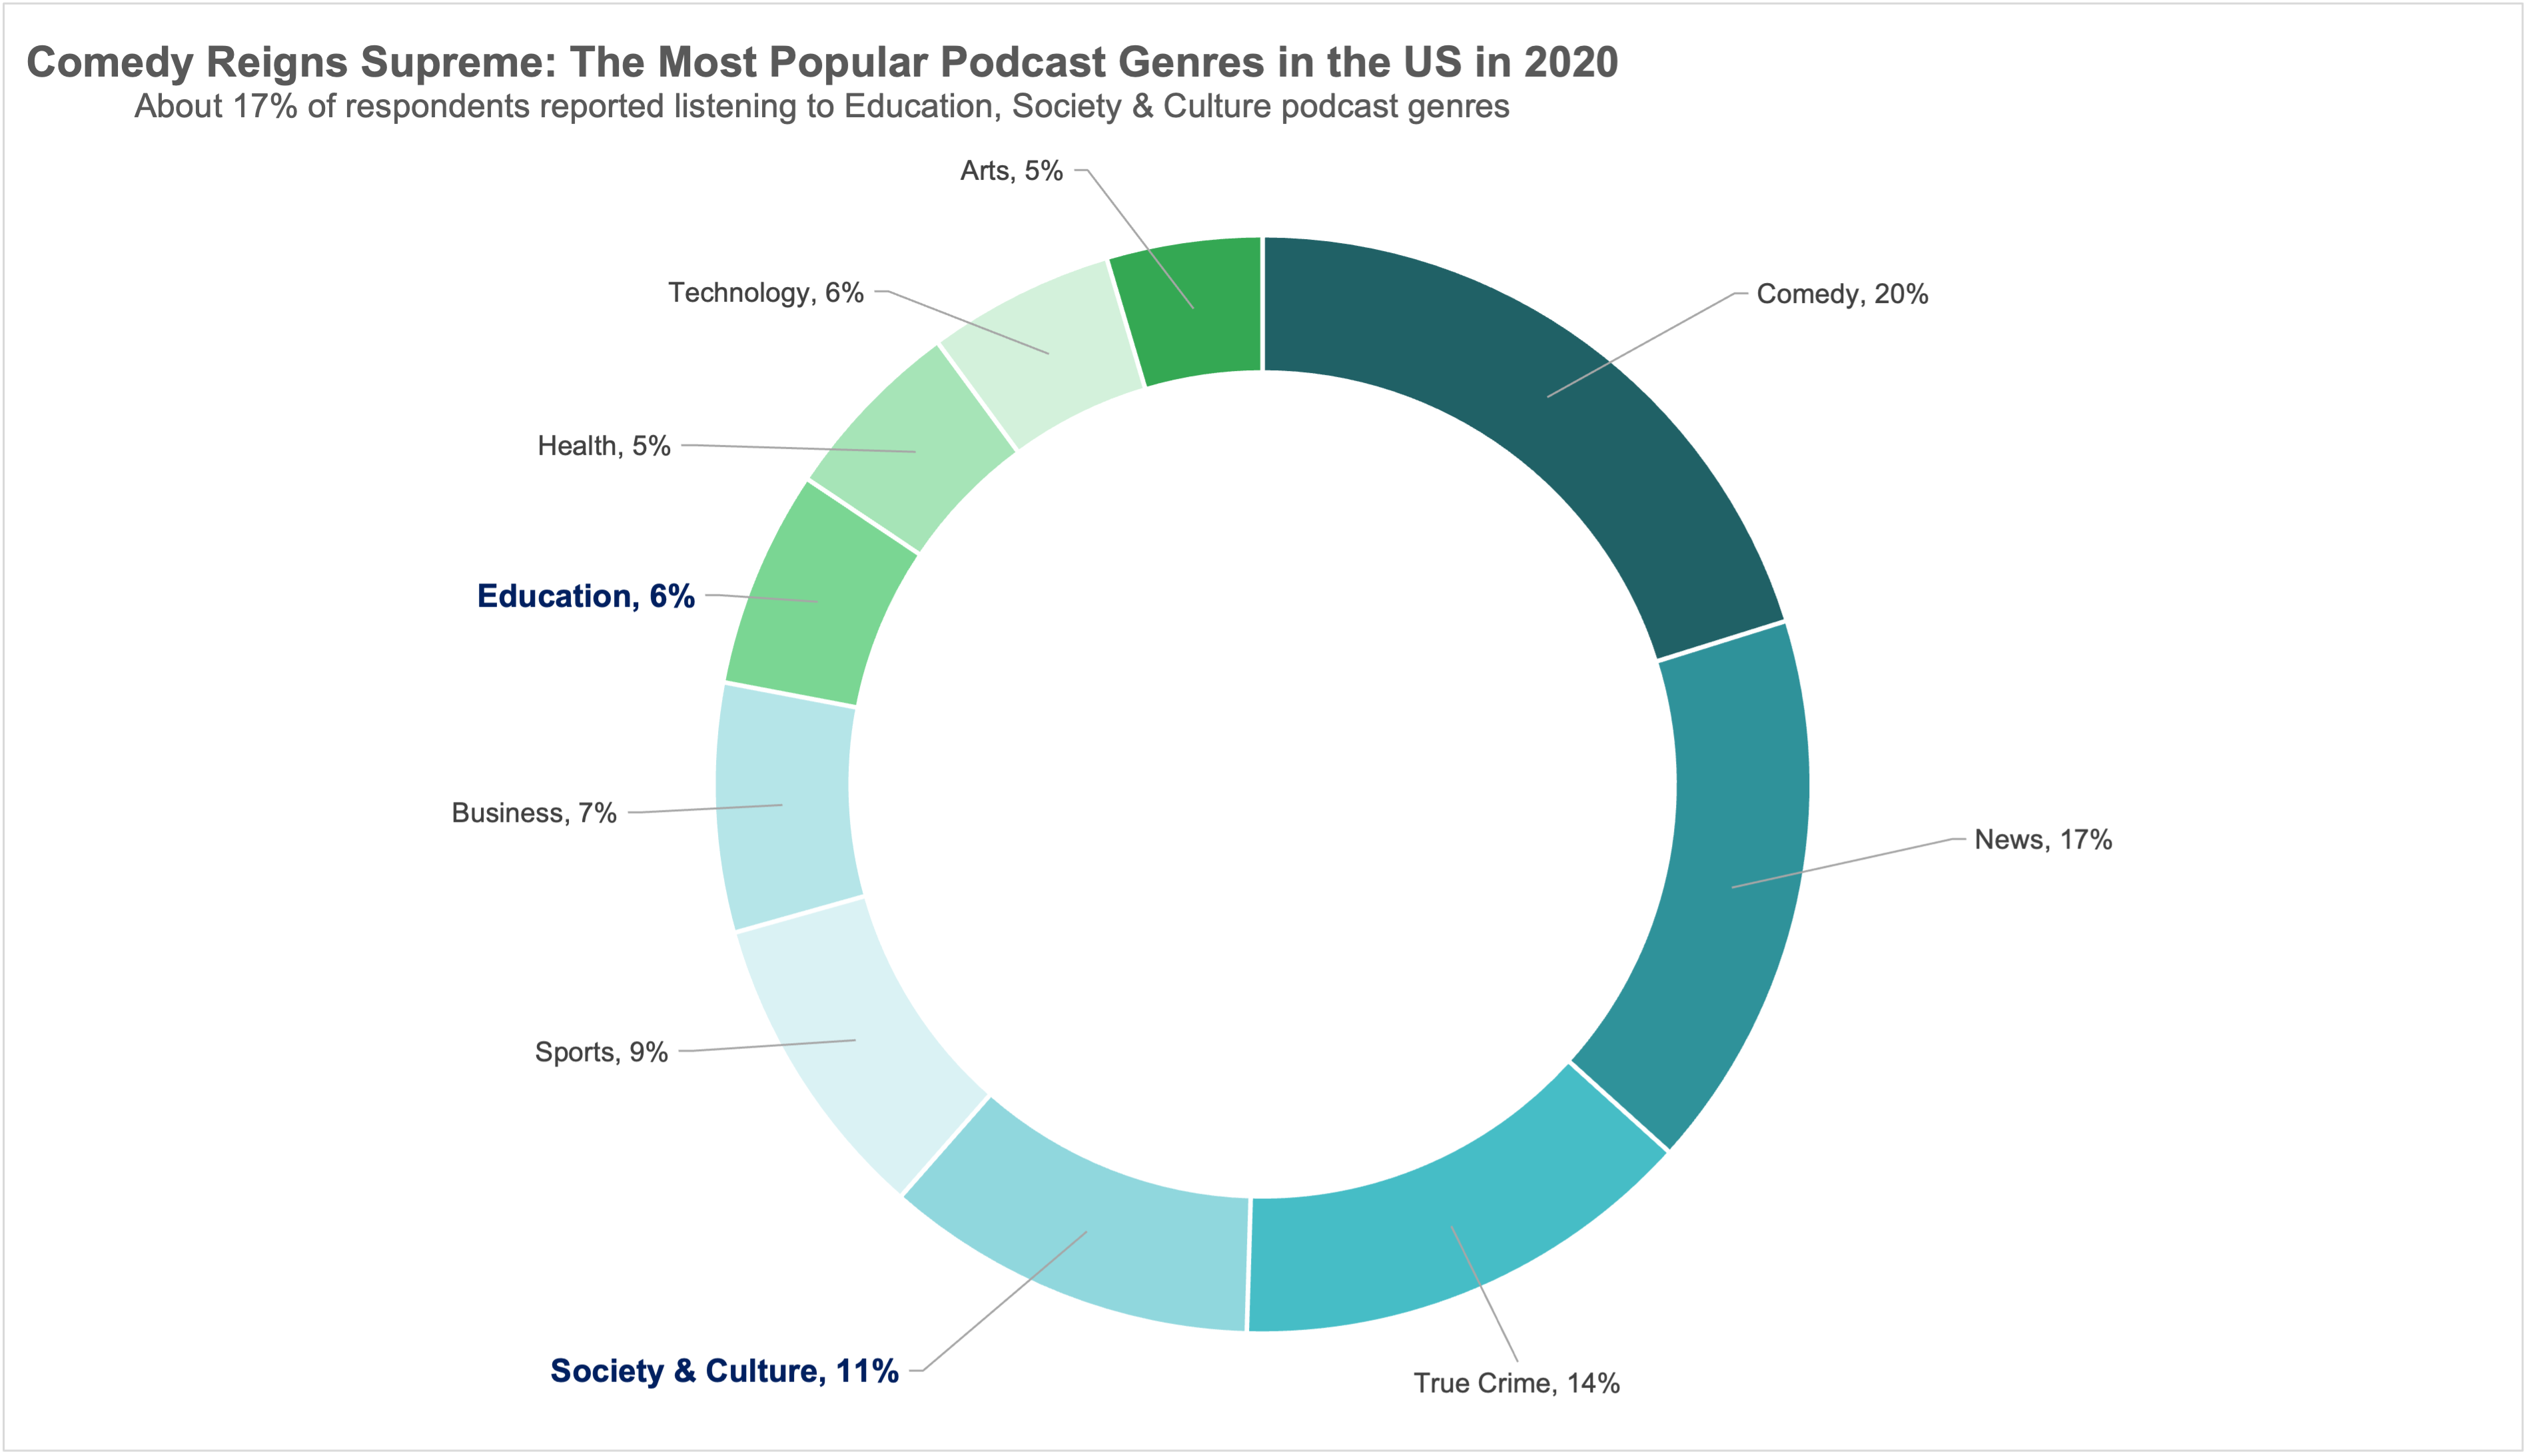 Comedy Reigns Supreme: The Most Popular Podcast Genres in the US in 2020
About 17% of respondents reported listening to Education, Society & Culture podcast genres
Arts, 5%
Technology, 6%
Comedy, 20%
Health, 5%
Education, 6%
Business, 7%
News, 17%
Sports, 9%
Society & Culture, 11%
True Crime, 14%